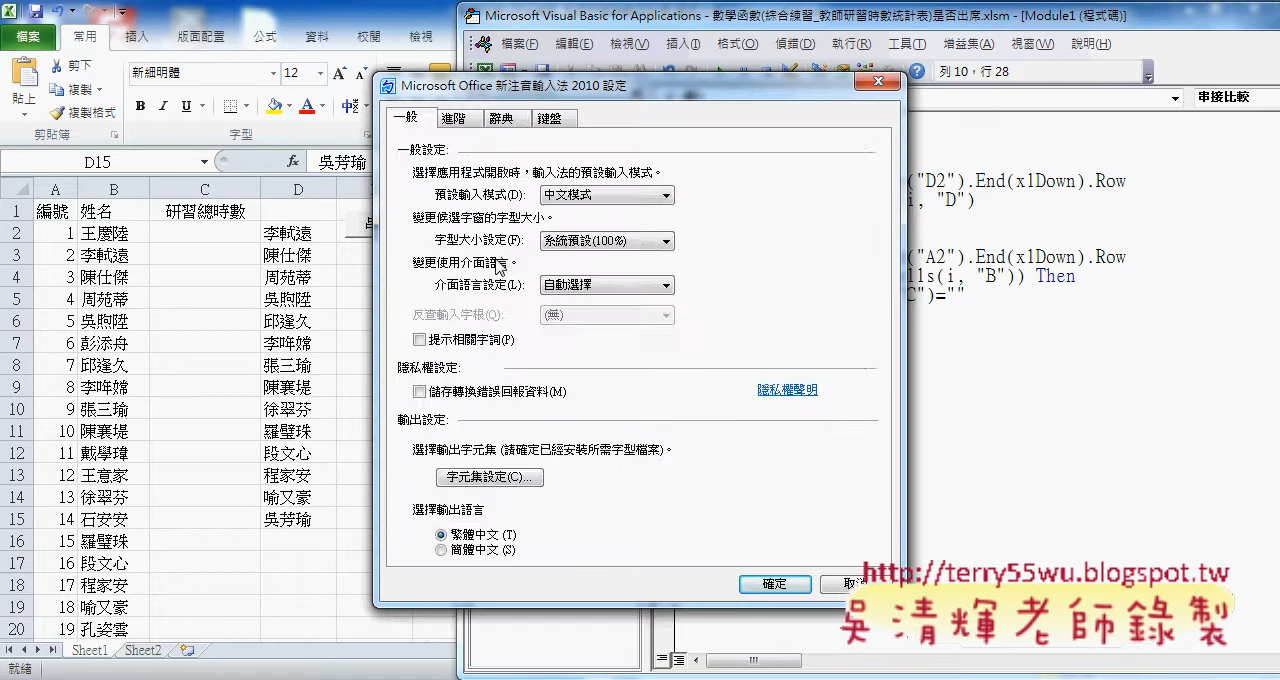 Microsoft Visual Basic for Applications - 數學函數(綜合練習_教師研習時數統計表)是否出席.xlsm - [Module1 (程式碼)]
檔案 常用 插入 版面配置 公式 資料 校閱 檢視
檔案(F) 編輯(E) 檢視(V) 插入(I) 格式(O) 偵錯(D) 執行(R) 工具(T) 增益集(A) 視窗(W) 說明(H)
列 10，行 28
貼上 剪下 複製 複製格式
剪貼簿
新細明體 12
B I U
字型
D15 fx 吳芳瑜
串接比較
A B C D
1 編號 姓名 研習總時數
2 1 王慶陞 李軾遠
3 2 李軾遠 陳仕傑
4 3 陳仕傑 周苑蒂
5 4 周苑蒂 吳煦陞
6 5 吳煦陞 邱逢久
7 6 彭添舟 李哖嫦
8 7 邱逢久 張三瑜
9 8 李哖嫦 陳襄堤
10 9 張三瑜 徐翠芬
11 10 陳襄堤 羅璧珠
12 11 戴學瑋 段文心
13 12 王意家 程家安
14 13 徐翠芬 喻又豪
15 14 石安安 吳芳瑜
16 15 羅璧珠
17 16 段文心
18 17 程家安
19 18 喻又豪
20 19 孔姿雲
Sheet1 Sheet2
就緒
Microsoft Office 新注音輸入法 2010 設定
一般 進階 辭典 鍵盤
一般設定:
選擇應用程式開啟時，輸入法的預設輸入模式。
預設輸入模式(D): 中文模式
變更候選字窗的字型大小。
字型大小設定(F): 系統預設(100%)
變更使用介面語言。
介面語言設定(L): 自動選擇
反查輸入字根(Q): (無)
提示相關字詞(P)
隱私權設定:
儲存轉換錯誤回報資料(M) 隱私權聲明
輸出設定:
選擇輸出字元集 (請確定已經安裝所需字型檔案)。
字元集設定(C)...
選擇輸出語言
繁體中文 (T)
簡體中文 (S)
確定
("D2").End(xlDown).Row
i, "D")
("A2").End(xlDown).Row
lls(i, "B")) Then
C")=""
http://terry55wu.blogspot.tw
吳清輝老師錄製